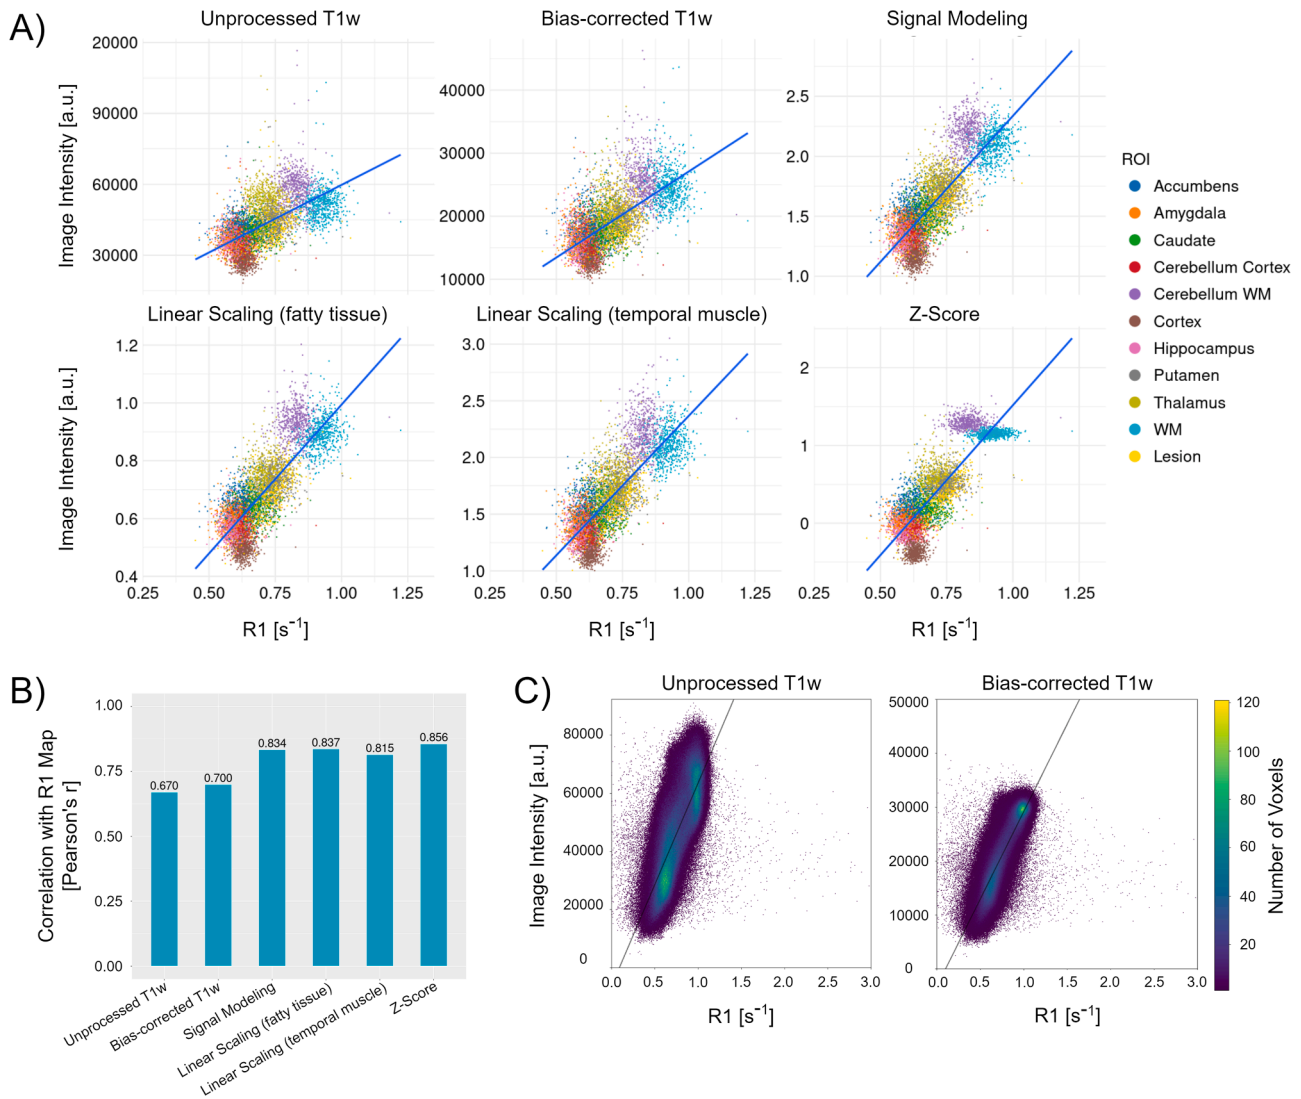 A)
Unprocessed T1w
Bias-corrected T1w
Signal Modeling
Image Intensity [a.u.]
20000
90000
60000
30000
40000
30000
20000
10000
2.5
2.0
1.5
1.0
ROI
Accumbens
Amygdala
Caudate
Cerebellum Cortex
Cerebellum WM
Cortex
Hippocampus
Putamen
Thalamus
WM
Lesion
Linear Scaling (fatty tissue)
Linear Scaling (temporal muscle)
Z-Score
Image Intensity [a.u.]
1.2
1.0
0.8
0.6
0.4
3.0
2.5
2.0
1.5
1.0
2
1
0
0.25 0.50 0.75 1.00 1.25
0.25 0.50 0.75 1.00 1.25
0.25 0.50 0.75 1.00 1.25
R1 [s⁻¹]
R1 [s⁻¹]
R1 [s⁻¹]
B)
Correlation with R1 Map
[Pearson's r]
1.00
0.75
0.50
0.25
0.00
0.670
0.700
0.834
0.837
0.815
0.856
Unprocessed T1w
Bias-corrected T1w
Signal Modeling
Linear Scaling (fatty tissue)
Linear Scaling (temporal muscle)
Z-Score
C)
Unprocessed T1w
Bias-corrected T1w
Image Intensity [a.u.]
80000
60000
40000
20000
0
0.0 0.5 1.0 1.5 2.0 2.5 3.0
R1 [s⁻¹]
50000
40000
30000
20000
10000
0
0.0 0.5 1.0 1.5 2.0 2.5 3.0
R1 [s⁻¹]
120
100
80
60
40
20
Number of Voxels